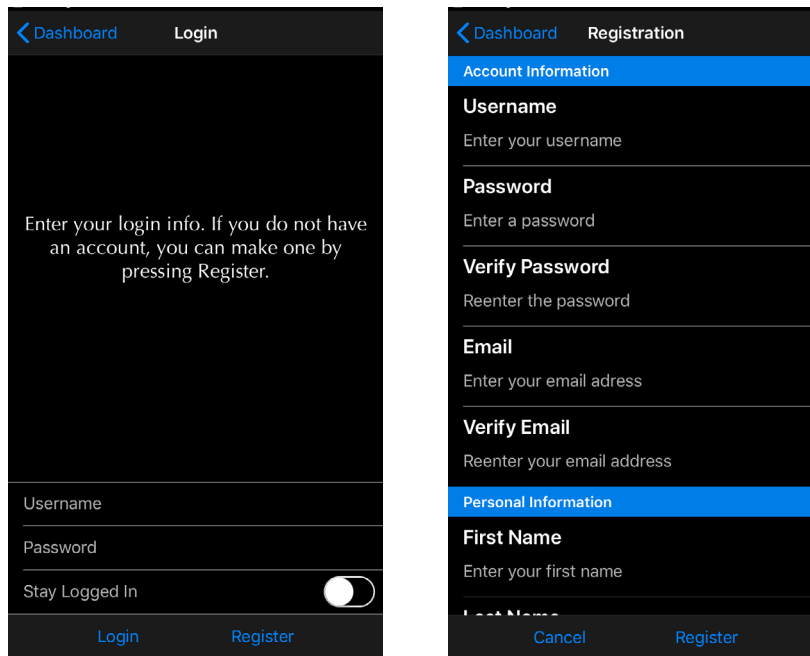 Dashboard Login
Enter your login info. If you do not have
an account, you can make one by
pressing Register.
Username
Password
Stay Logged In
Login Register
Dashboard Registration
Account Information
Username
Enter your username
Password
Enter a password
Verify Password
Reenter the password
Email
Enter your email adress
Verify Email
Reenter your email address
Personal Information
First Name
Enter your first name
Last Name
Cancel Register